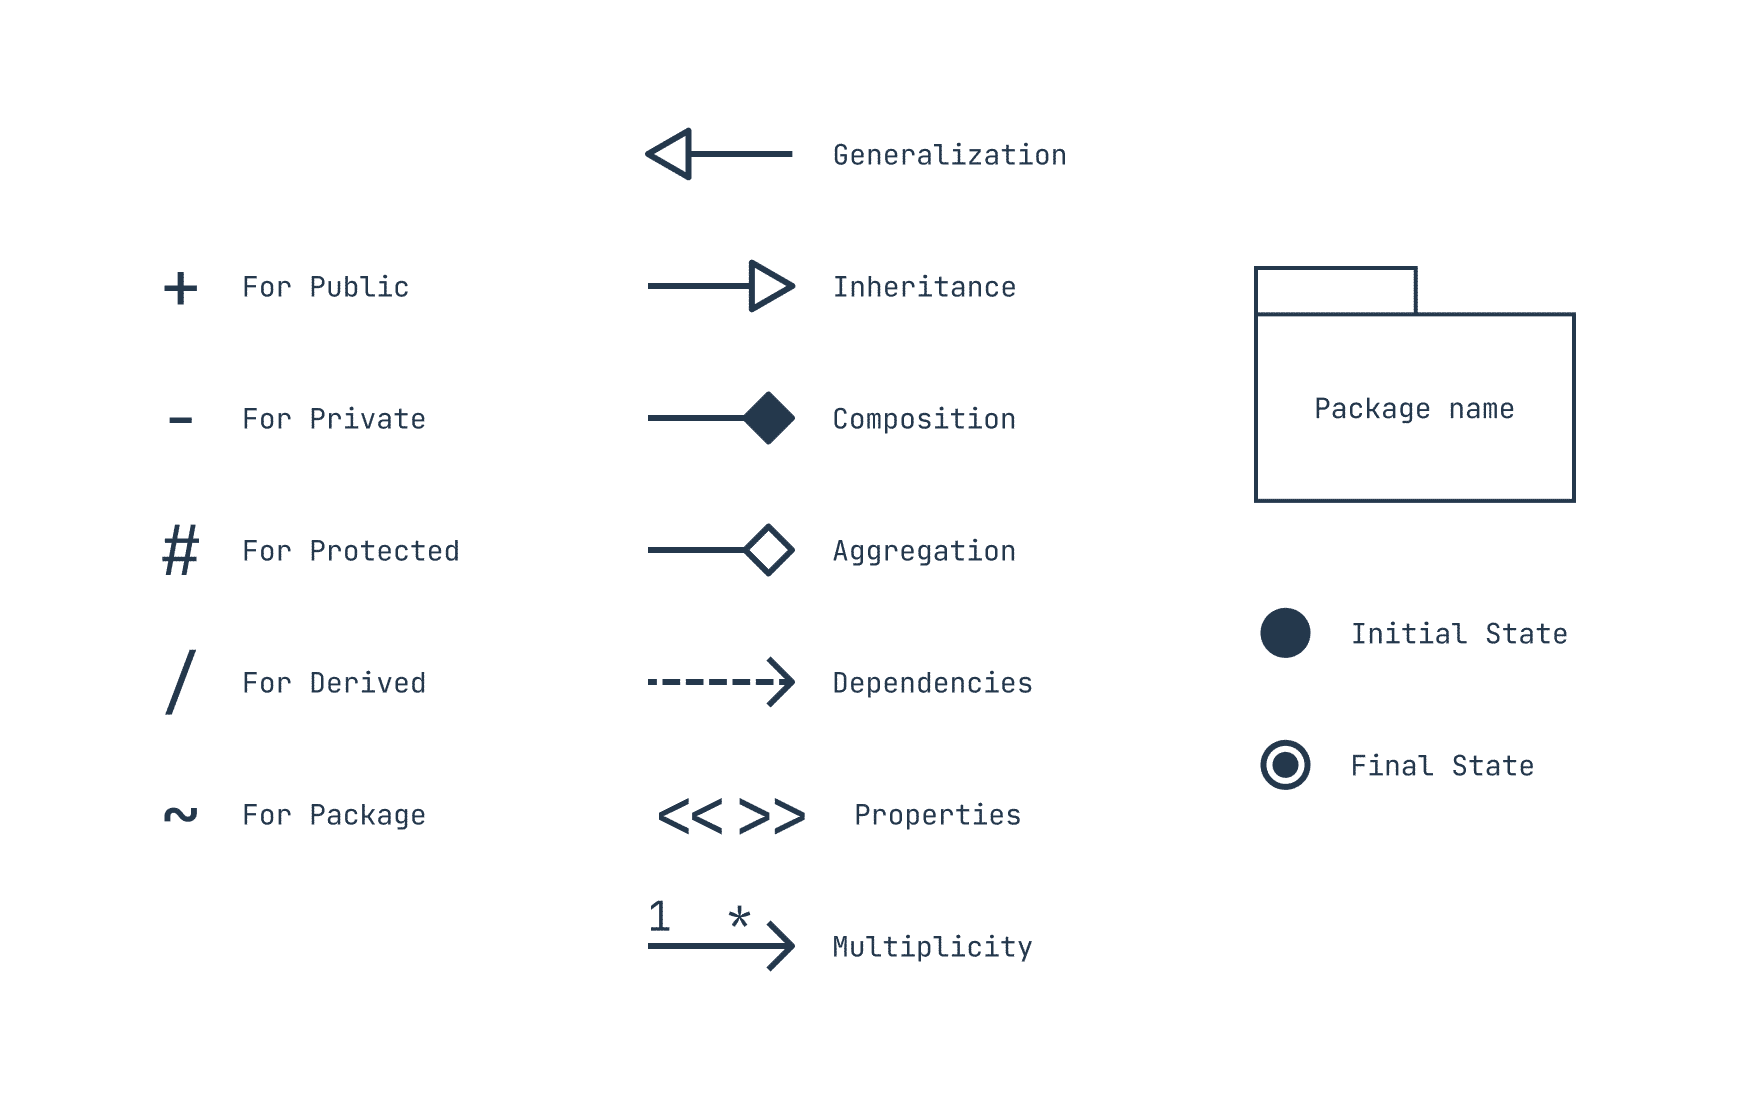 + For Public
- For Private
# For Protected
/ For Derived
~ For Package
Generalization
Inheritance
Composition
Aggregation
Dependencies
<< >> Properties
1 *
Multiplicity
Package name
Initial State
Final State